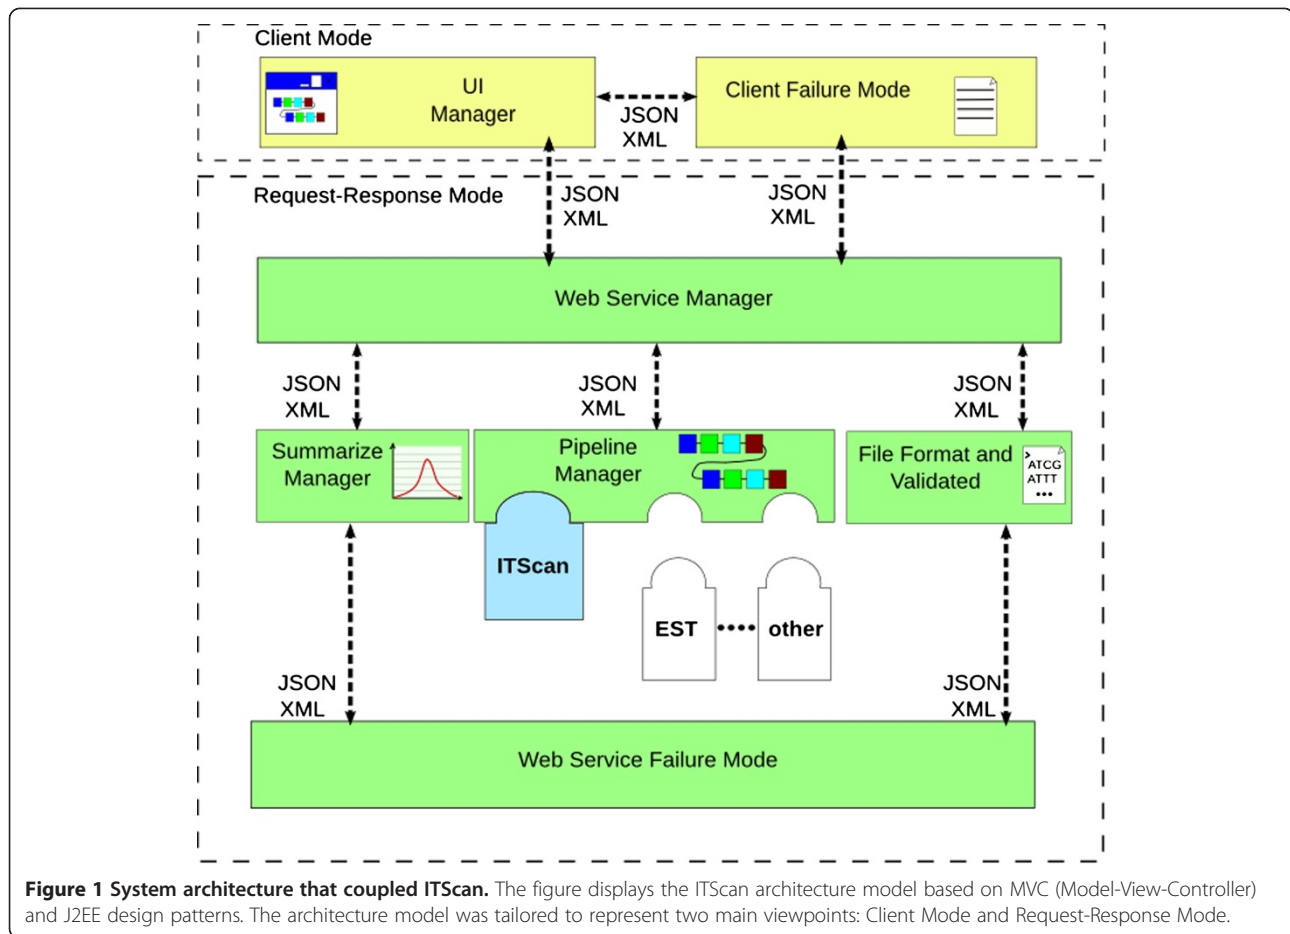 Client Mode
UI
Manager
JSON
XML
Client Failure Mode
Request-Response Mode
JSON
XML
JSON
XML
Web Service Manager
JSON
XML
JSON
XML
JSON
XML
Summarize
Manager
Pipeline
Manager
File Format and
Validated
>
ATCG
ATTT
•••
ITScan
EST
other
JSON
XML
JSON
XML
Web Service Failure Mode
Figure 1 System architecture that coupled ITScan. The figure displays the ITScan architecture model based on MVC (Model-View-Controller)
and J2EE design patterns. The architecture model was tailored to represent two main viewpoints: Client Mode and Request-Response Mode.